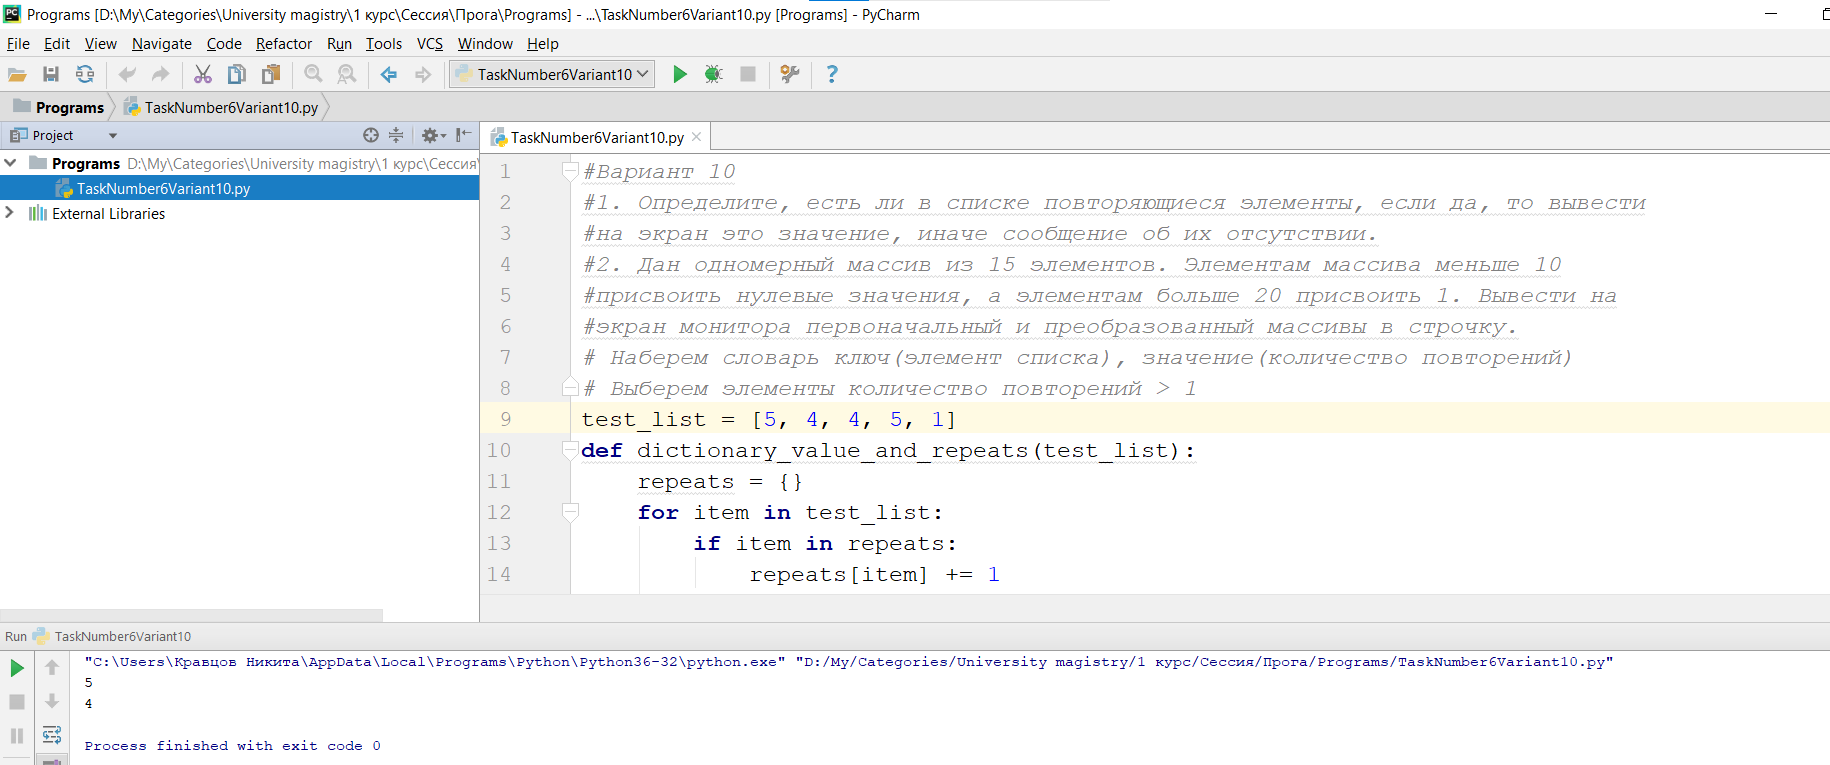 Programs [D:\My\Categories\University magistry\1 курс\Сессия\Прога\Programs] - ...\TaskNumber6Variant10.py [Programs] - PyCharm
File Edit View Navigate Code Refactor Run Tools VCS Window Help
TaskNumber6Variant10
Programs TaskNumber6Variant10.py
Project
TaskNumber6Variant10.py
Programs D:\My\Categories\University magistry\1 курс\Сессия\
TaskNumber6Variant10.py
External Libraries
1 #Вариант 10
2 #1. Определите, есть ли в списке повторяющиеся элементы, если да, то вывести
3 #на экран это значение, иначе сообщение об их отсутствии.
4 #2. Дан одномерный массив из 15 элементов. Элементам массива меньше 10
5 #присвоить нулевые значения, а элементам больше 20 присвоить 1. Вывести на
6 #экран монитора первоначальный и преобразованный массивы в строчку.
7 # Наберем словарь ключ(элемент списка), значение(количество повторений)
8 # Выберем элементы количество повторений > 1
9 test_list = [5, 4, 4, 5, 1]
10 def dictionary_value_and_repeats(test_list):
11 repeats = {}
12 for item in test_list:
13 if item in repeats:
14 repeats[item] += 1
Run TaskNumber6Variant10
"C:\Users\Кравцов Никита\AppData\Local\Programs\Python\Python36-32\python.exe" "D:/My/Categories/University magistry/1 курс/Сессия/Прога/Programs/TaskNumber6Variant10.py"
5
4
Process finished with exit code 0